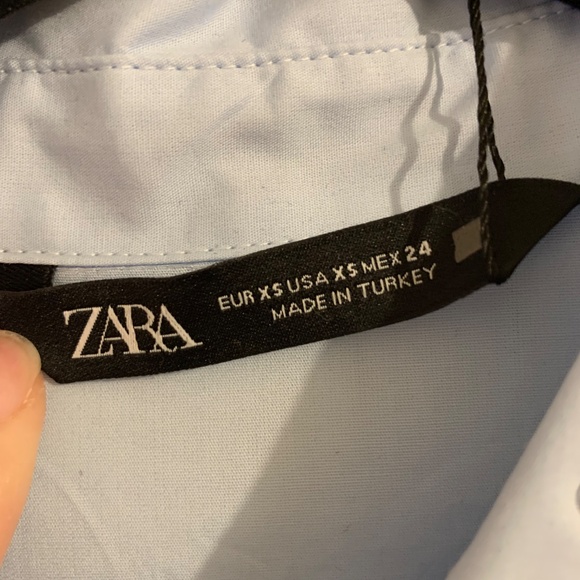 ZARA
EUR XS USA XS MEX 24
MADE IN TURKEY